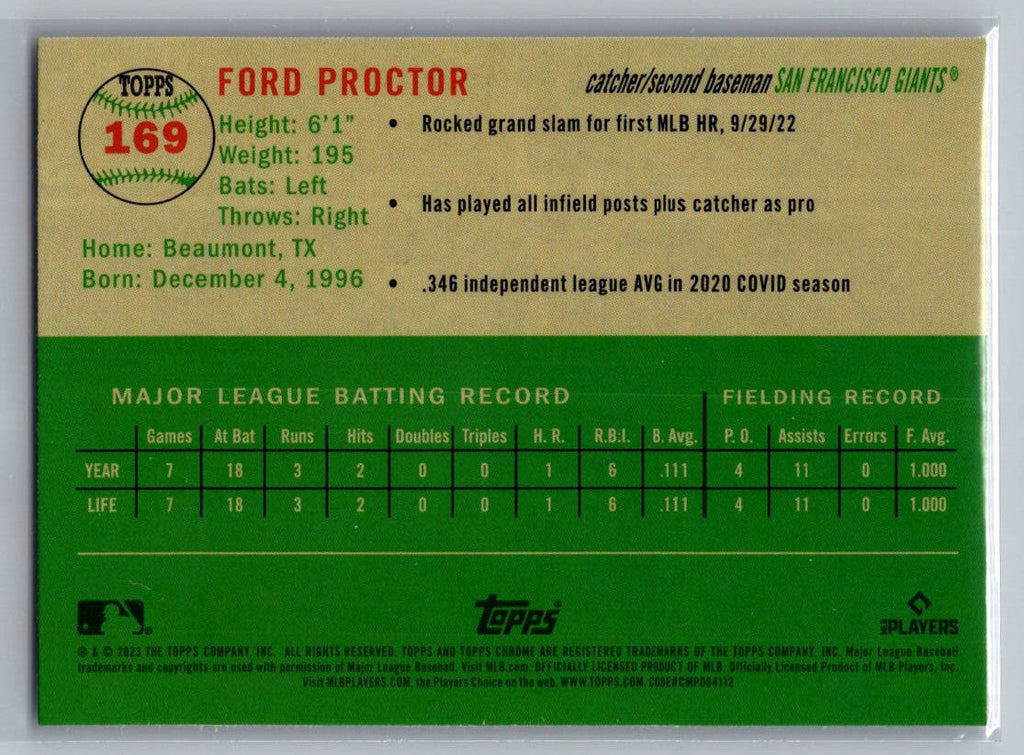 TOPPS
169
FORD PROCTOR
catcher/second baseman SAN FRANCISCO GIANTS®
Height: 6'1"
Weight: 195
Bats: Left
Throws: Right
Home: Beaumont, TX
Born: December 4, 1996
• Rocked grand slam for first MLB HR, 9/29/22
• Has played all infield posts plus catcher as pro
• .346 independent league AVG in 2020 COVID season
MAJOR LEAGUE BATTING RECORD FIELDING RECORD
Games At Bat Runs Hits Doubles Triples H. R. R.B.I. B. Avg. P. O. Assists Errors F. Avg.
YEAR 7 18 3 2 0 0 1 6 .111 4 11 0 1.000
LIFE 7 18 3 2 0 0 1 6 .111 4 11 0 1.000
Topps®
MLB PLAYERS
® & © 2023 THE TOPPS COMPANY, INC. ALL RIGHTS RESERVED. TOPPS AND TOPPS CHROME ARE REGISTERED TRADEMARKS OF THE TOPPS COMPANY, INC. Major League Baseball
trademarks and copyrights are used with permission of Major League Baseball. Visit MLB.com. OFFICIALLY LICENSED PRODUCT OF MLB. Officially Licensed Product of MLB Players, Inc.
Visit MLBPLAYERS.COM, the Players Choice on the web. WWW.TOPPS.COM. CODE#CMP084112